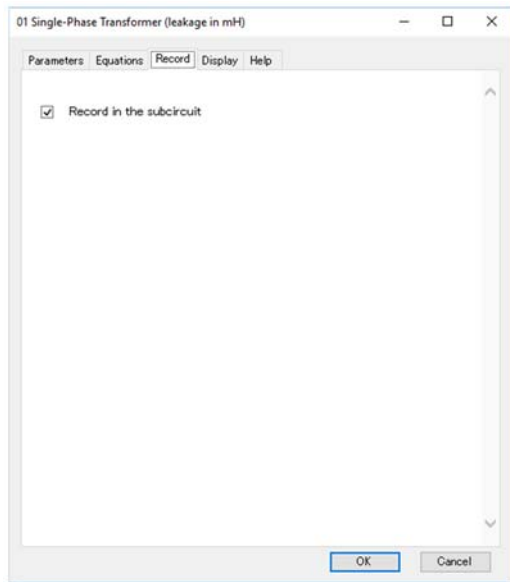 01 Single-Phase Transformer (leakage in mH)
Parameters Equations Record Display Help
Record in the subcircuit
OK Cancel